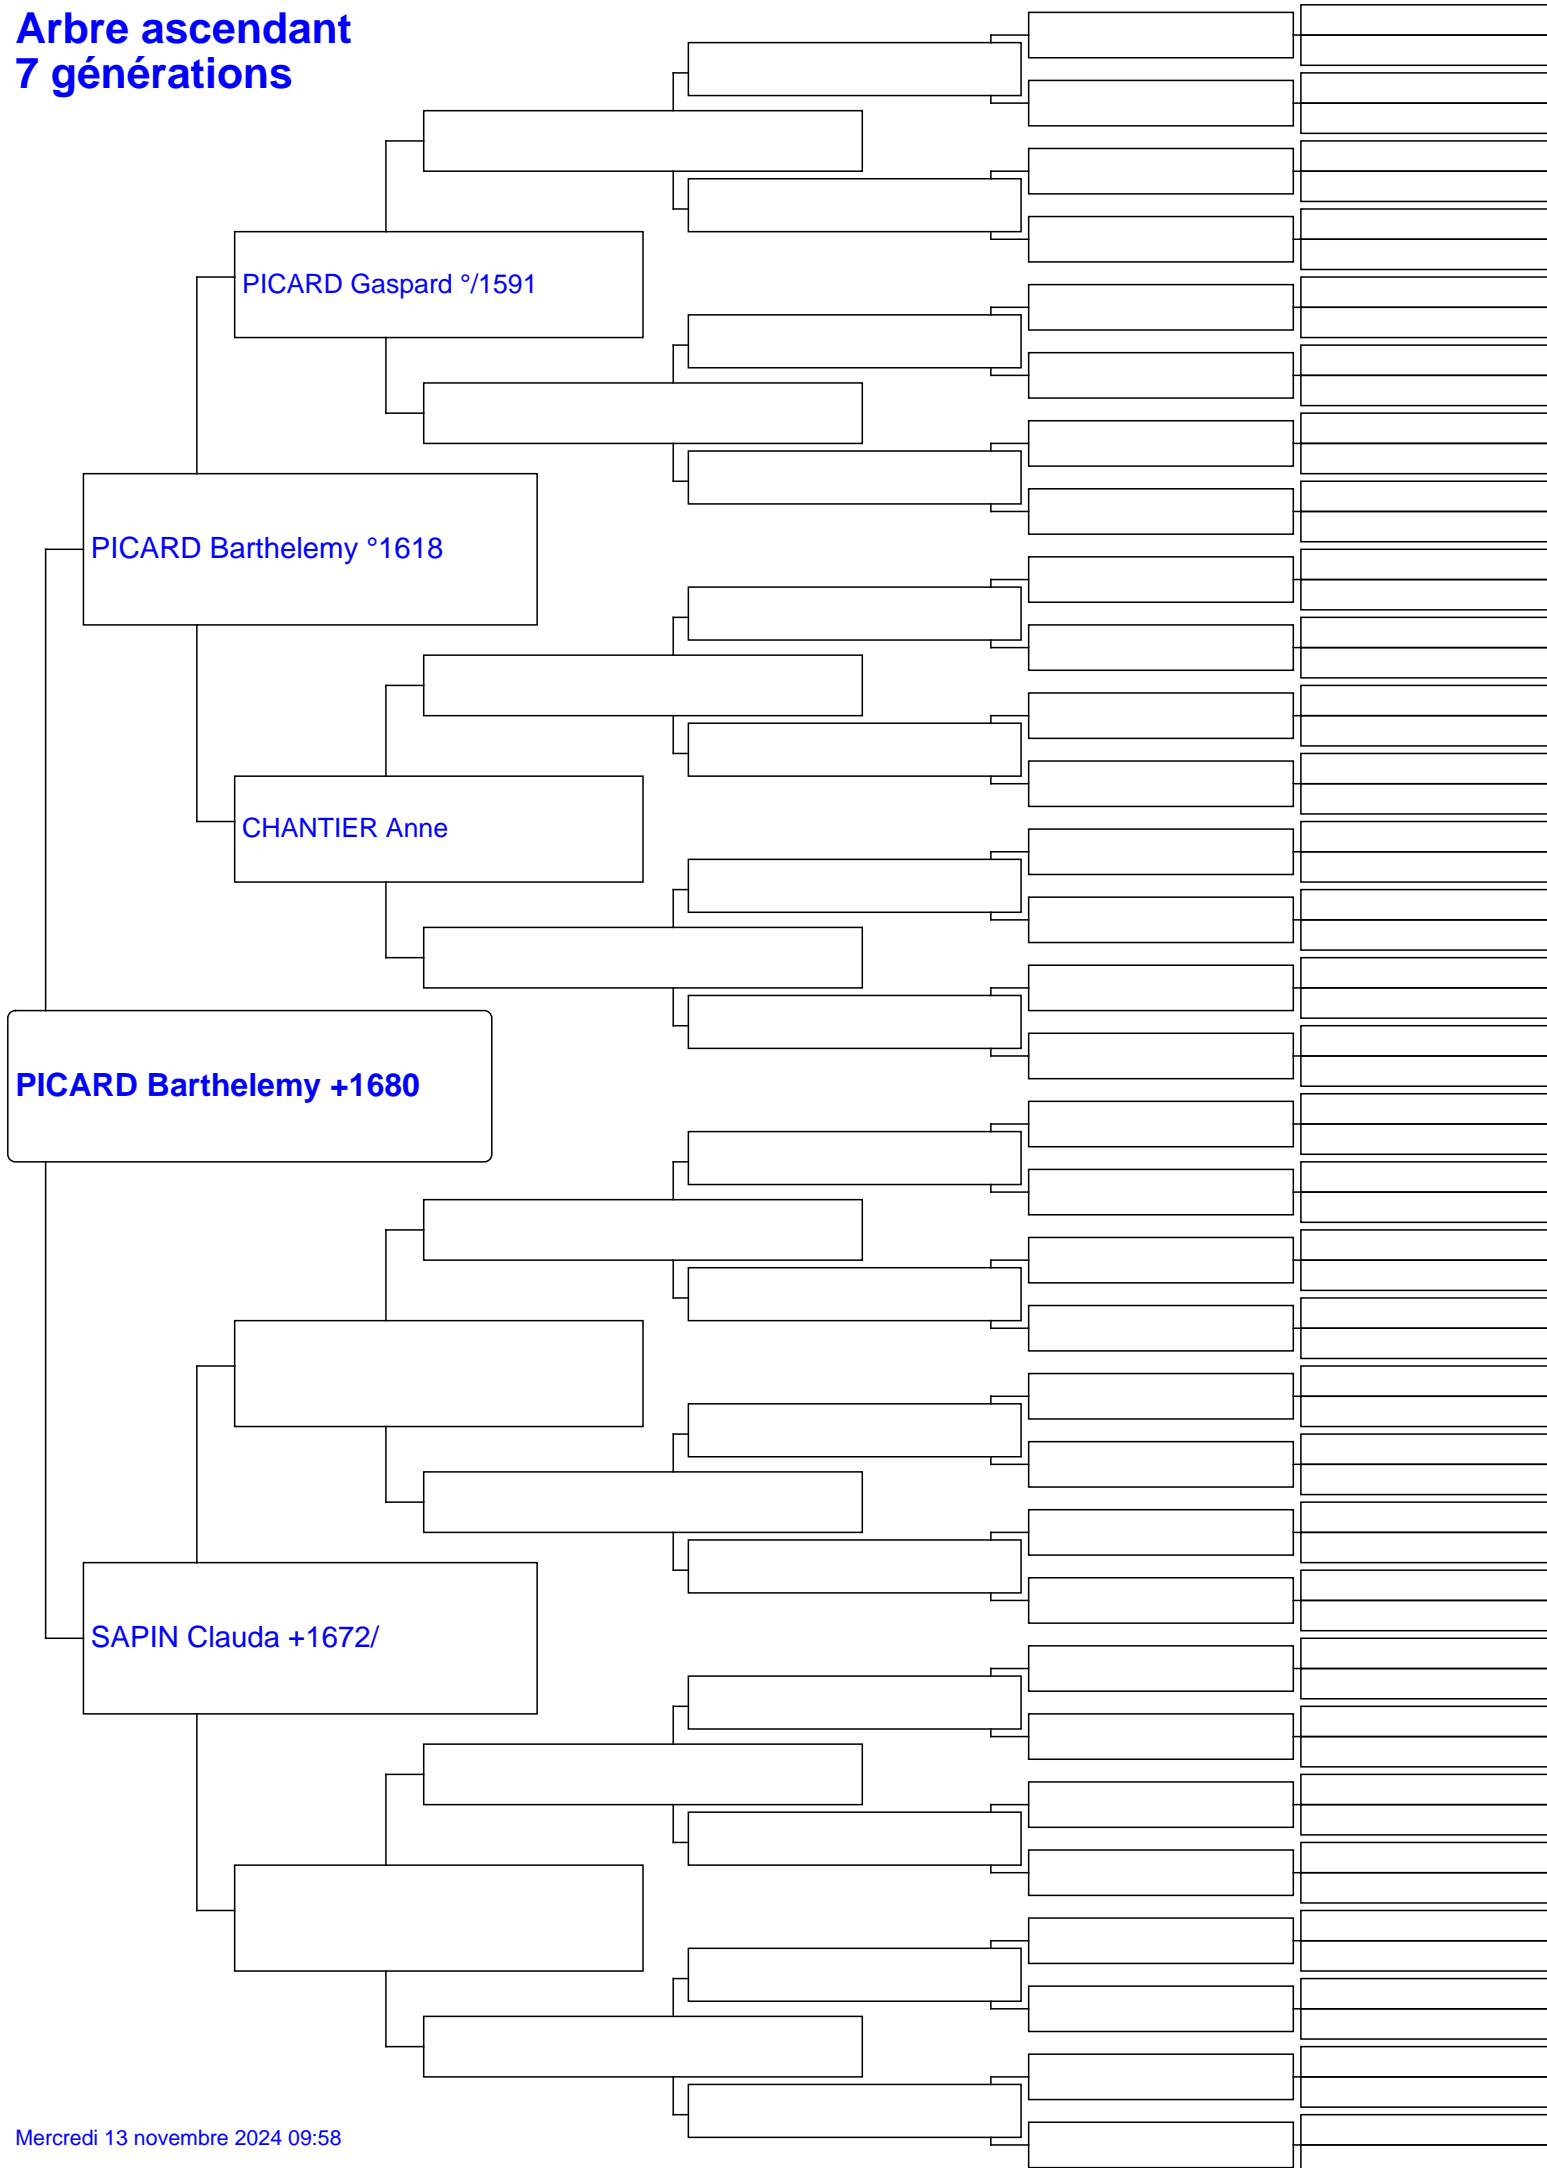 Arbre ascendant
7 générations
PICARD Gaspard °/1591
PICARD Barthelemy °1618
CHANTIER Anne
PICARD Barthelemy +1680
SAPIN Clauda +1672/
Mercredi 13 novembre 2024 09:58